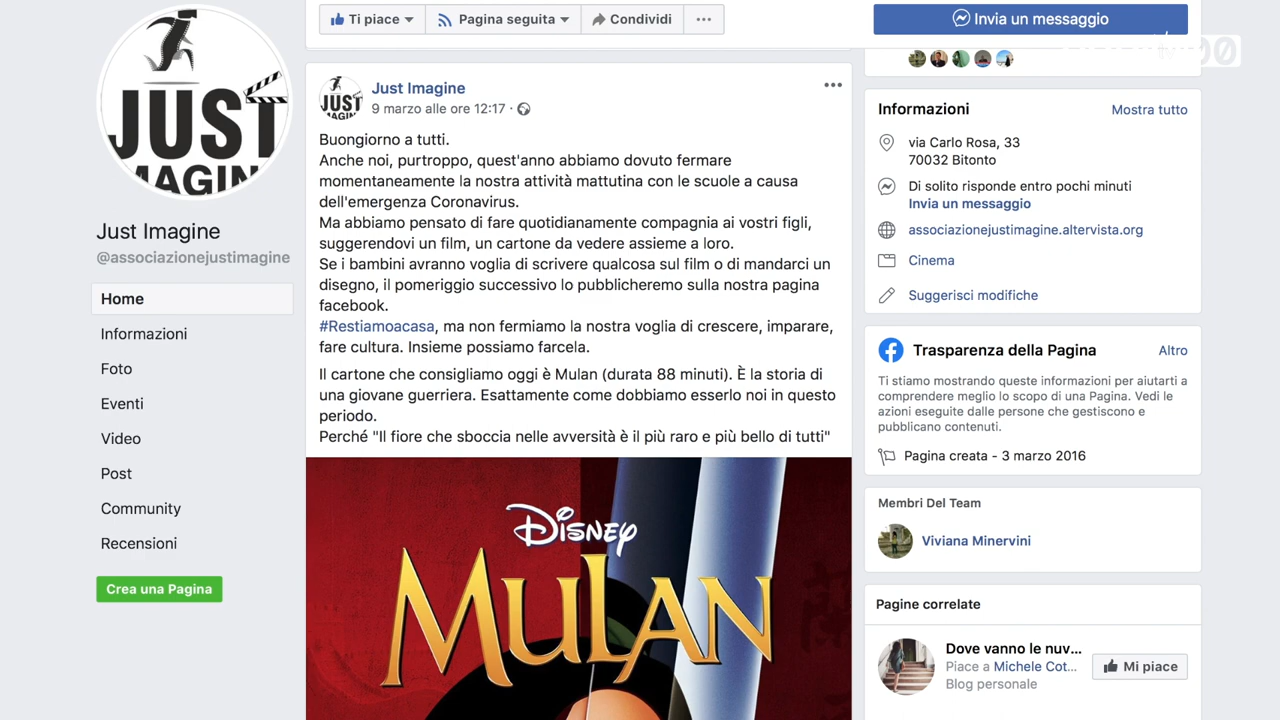 JUST
IMAGIN
Just Imagine
@associazionejustimagine
Home
Informazioni
Foto
Eventi
Video
Post
Community
Recensioni
Crea una Pagina
Ti piace
Pagina seguita
Condividi
JUST
IMAGIN
Just Imagine
9 marzo alle ore 12:17 ·
Buongiorno a tutti.
Anche noi, purtroppo, quest'anno abbiamo dovuto fermare
momentaneamente la nostra attività mattutina con le scuole a causa
dell'emergenza Coronavirus.
Ma abbiamo pensato di fare quotidianamente compagnia ai vostri figli,
suggerendovi un film, un cartone da vedere assieme a loro.
Se i bambini avranno voglia di scrivere qualcosa sul film o di mandarci un
disegno, il pomeriggio successivo lo pubblicheremo sulla nostra pagina
facebook.
#Restiamoacasa, ma non fermiamo la nostra voglia di crescere, imparare,
fare cultura. Insieme possiamo farcela.
Il cartone che consigliamo oggi è Mulan (durata 88 minuti). È la storia di
una giovane guerriera. Esattamente come dobbiamo esserlo noi in questo
periodo.
Perché "Il fiore che sboccia nelle avversità è il più raro e più bello di tutti"
DISNEY
MULAN
Invia un messaggio
Informazioni
Mostra tutto
via Carlo Rosa, 33
70032 Bitonto
Di solito risponde entro pochi minuti
Invia un messaggio
associazionejustimagine.altervista.org
Cinema
Suggerisci modifiche
Trasparenza della Pagina
Altro
Ti stiamo mostrando queste informazioni per aiutarti a
comprendere meglio lo scopo di una Pagina. Vedi le
azioni eseguite dalle persone che gestiscono e
pubblicano contenuti.
Pagina creata - 3 marzo 2016
Membri Del Team
Viviana Minervini
Pagine correlate
Dove vanno le nuv...
Piace a Michele Cot...
Blog personale
Mi piace